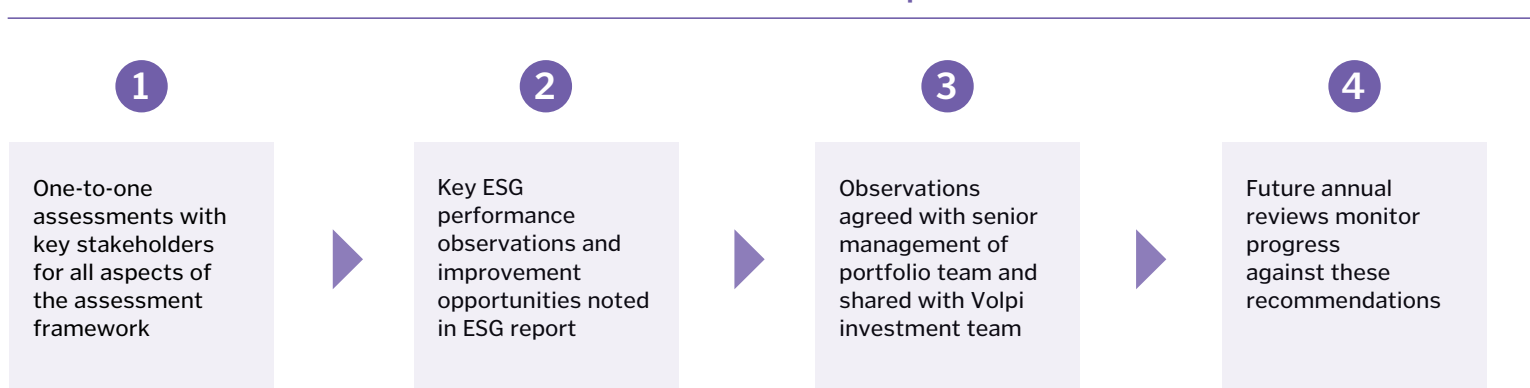 1
One-to-one
assessments with
key stakeholders
for all aspects of
the assessment
framework
2
Key ESG
performance
observations and
improvement
opportunities noted
in ESG report
3
Observations
agreed with senior
management of
portfolio team and
shared with Volpi
investment team
4
Future annual
reviews monitor
progress
against these
recommendations